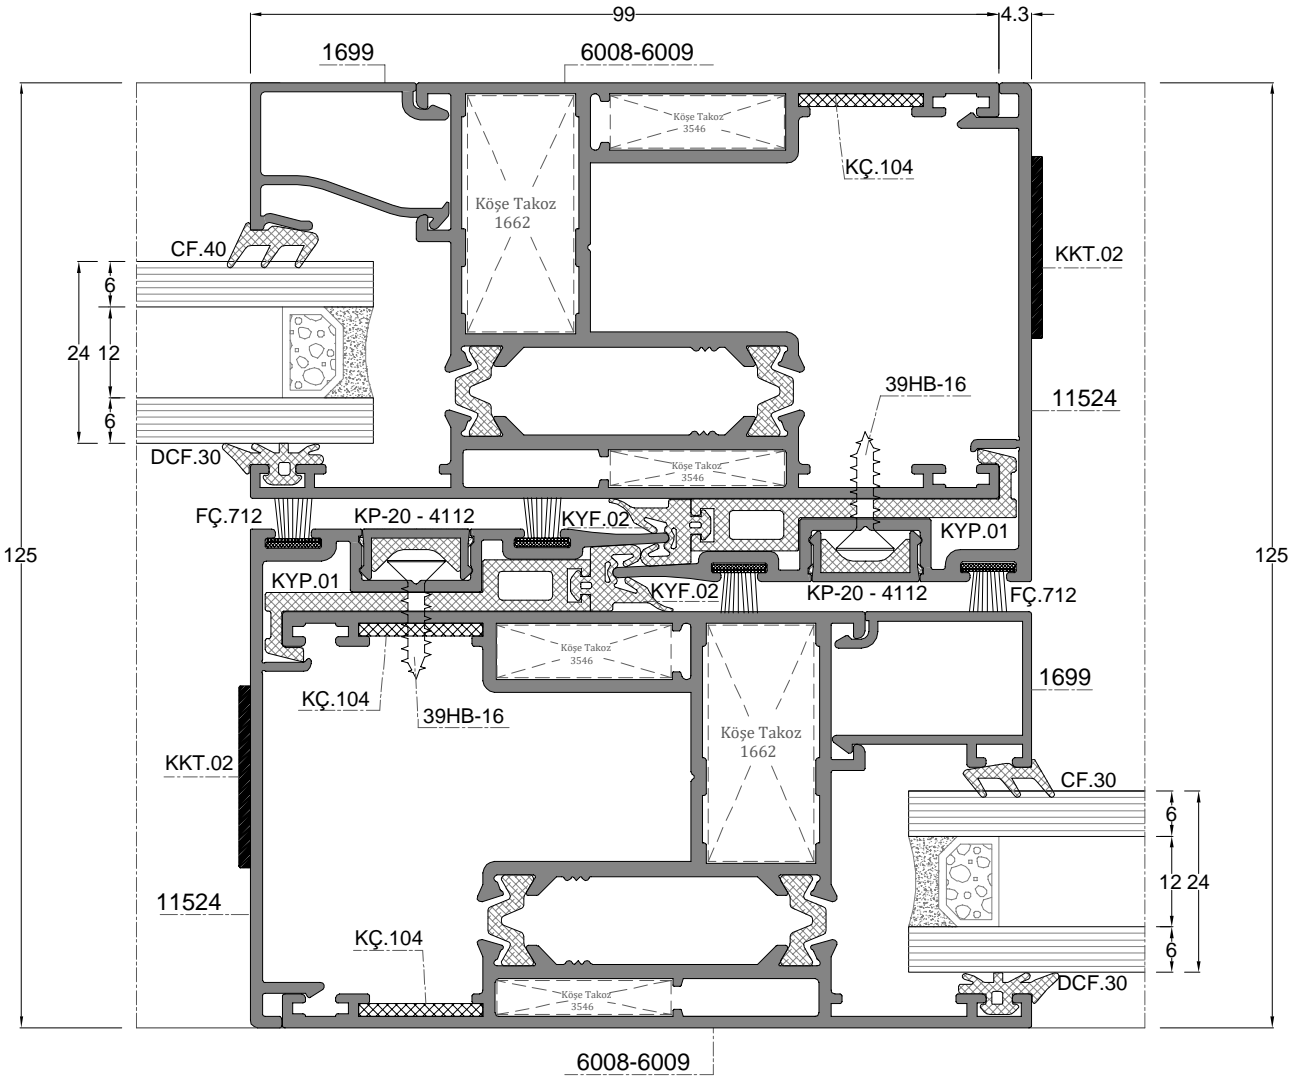 99
4.3
1699
6008-6009
Köşe Takoz
3546
KÇ.104
Köşe Takoz
1662
CF.40
KKT.02
6
24
12
6
39HB-16
11524
DCF.30
Köşe Takoz
3546
FÇ.712
KP-20 - 4112
KYF.02
KYP.01
125
125
KYP.01
KYF.02
KP-20 - 4112
FÇ.712
Köşe Takoz
3546
KÇ.104
39HB-16
1699
Köşe Takoz
1662
KKT.02
CF.30
6
12
24
6
11524
KÇ.104
DCF.30
Köşe Takoz
3546
6008-6009